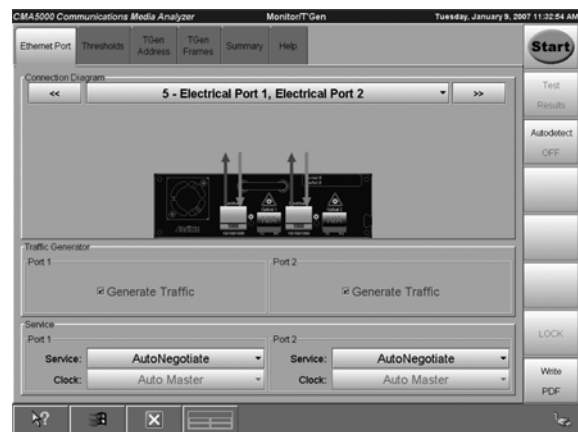 CMA5000 Communications Media Analyzer Monitor/T'Gen Tuesday, January 9, 2007 11:32:54 AM
Ethernet Port Thresholds TGen Address TGen Frames Summary Help
Start
Connection Diagram
<< 5 - Electrical Port 1, Electrical Port 2 >>
Test Results
Autodetect
OFF
Anritsu
Traffic Generator
Port 1 Port 2
Generate Traffic Generate Traffic
Service
Port 1 Port 2
Service: AutoNegotiate Service: AutoNegotiate
Clock: Auto Master Clock: Auto Master
LOCK
Write PDF